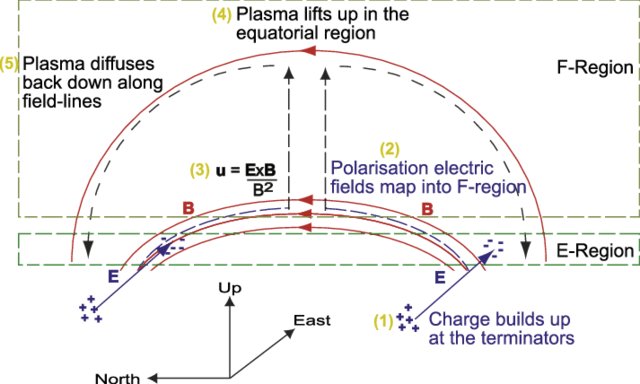 (4) Plasma lifts up in the
equatorial region
(5) Plasma diffuses
back down along
field-lines
F-Region
(3) u = ExB
B²
(2)
Polarisation electric
fields map into F-region
B
B
E-Region
E
E
Up
East
North
(1) Charge builds up
at the terminators